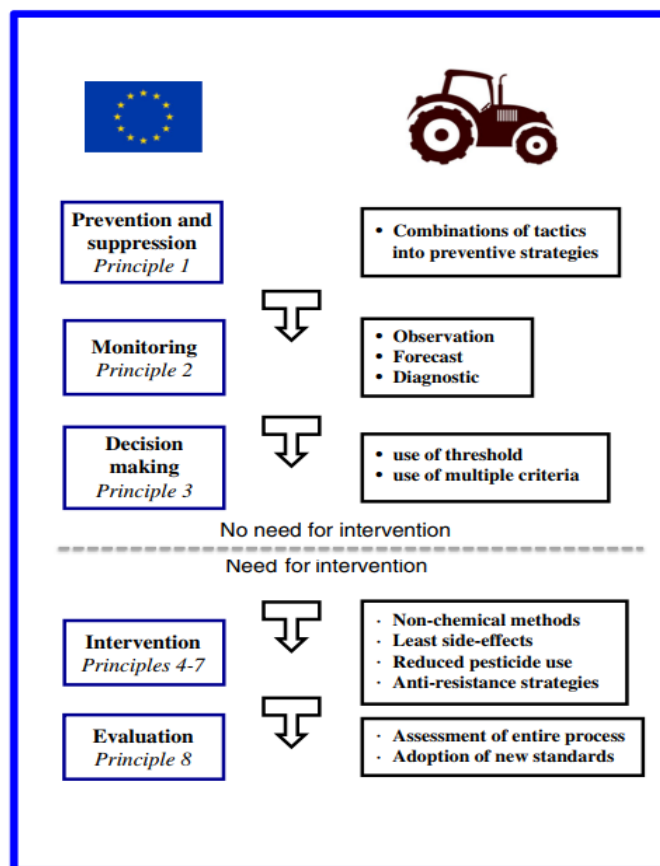 Prevention and
suppression
Principle 1
• Combinations of tactics
into preventive strategies
Monitoring
Principle 2
• Observation
• Forecast
• Diagnostic
Decision
making
Principle 3
• use of threshold
• use of multiple criteria
No need for intervention
Need for intervention
Intervention
Principles 4-7
· Non-chemical methods
· Least side-effects
· Reduced pesticide use
· Anti-resistance strategies
Evaluation
Principle 8
· Assessment of entire process
· Adoption of new standards